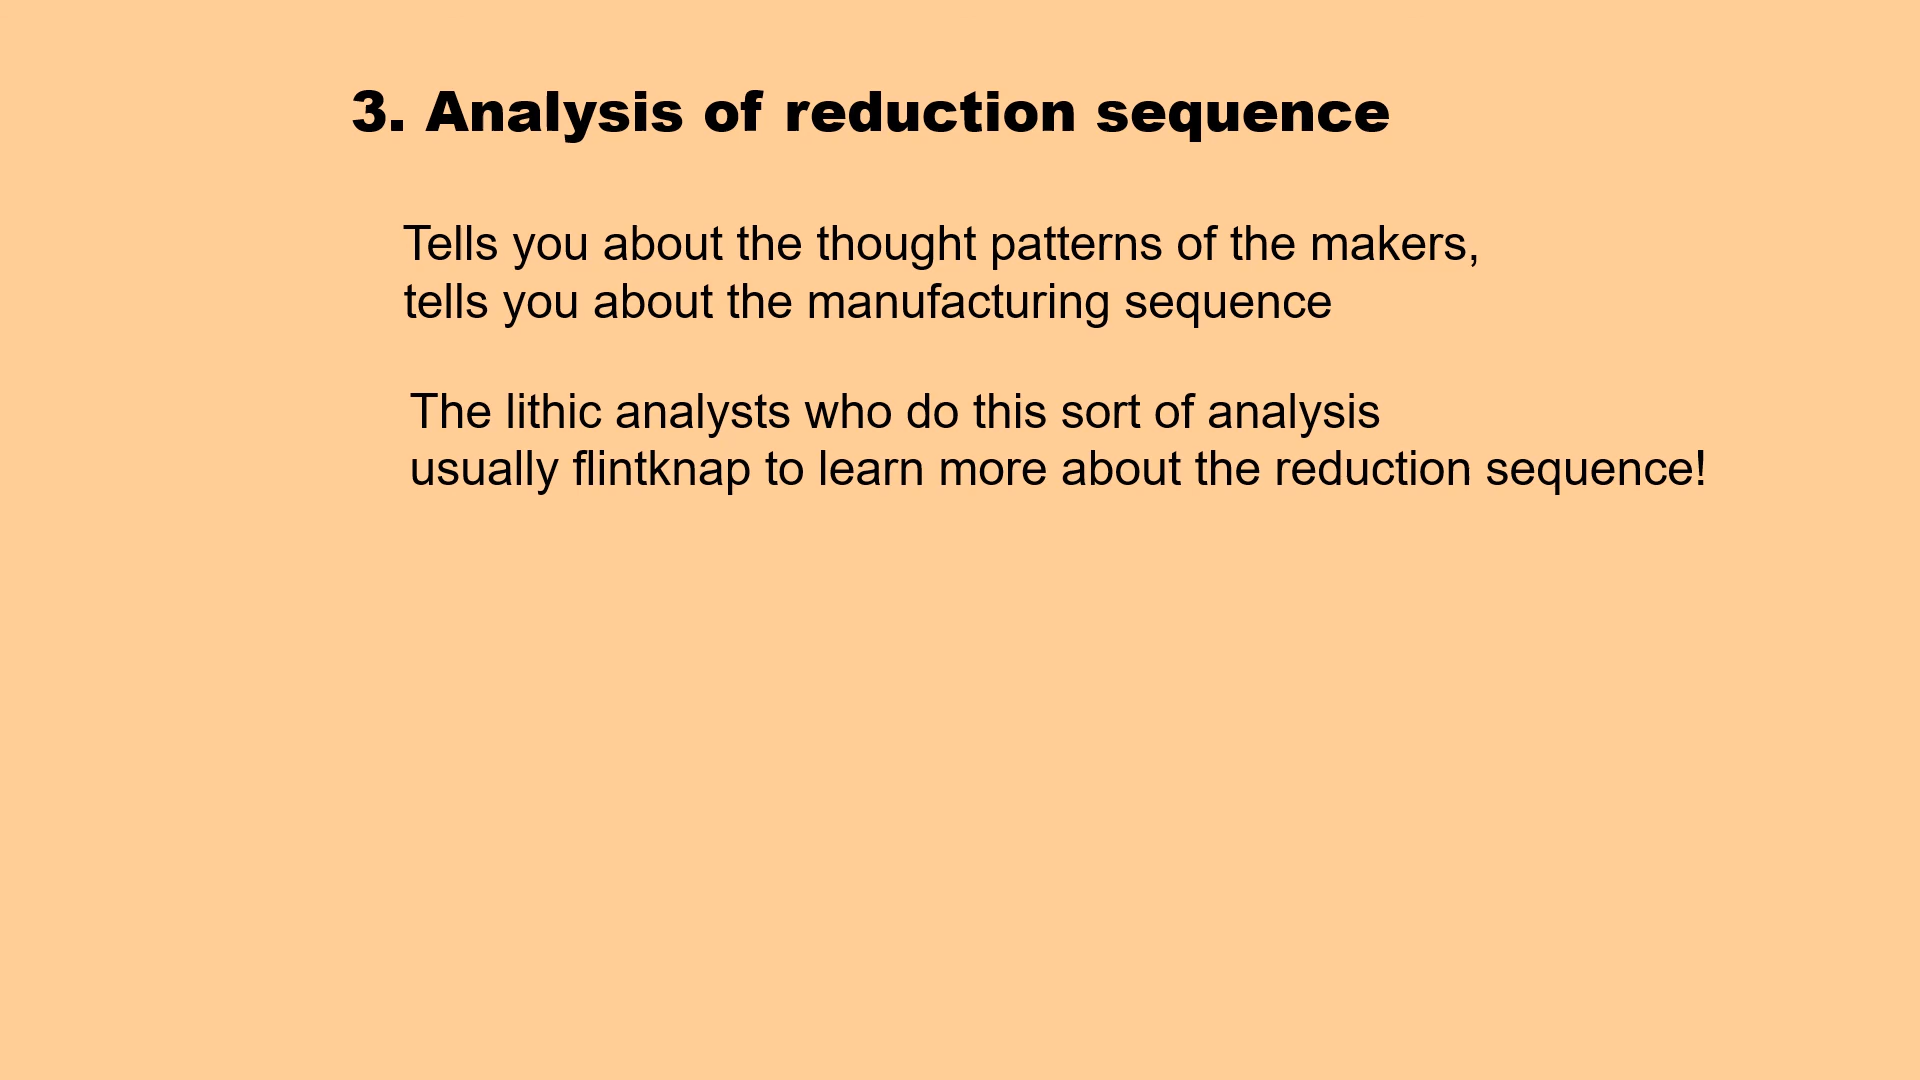 3. Analysis of reduction sequence
Tells you about the thought patterns of the makers,
tells you about the manufacturing sequence
The lithic analysts who do this sort of analysis
usually flintknap to learn more about the reduction sequence!